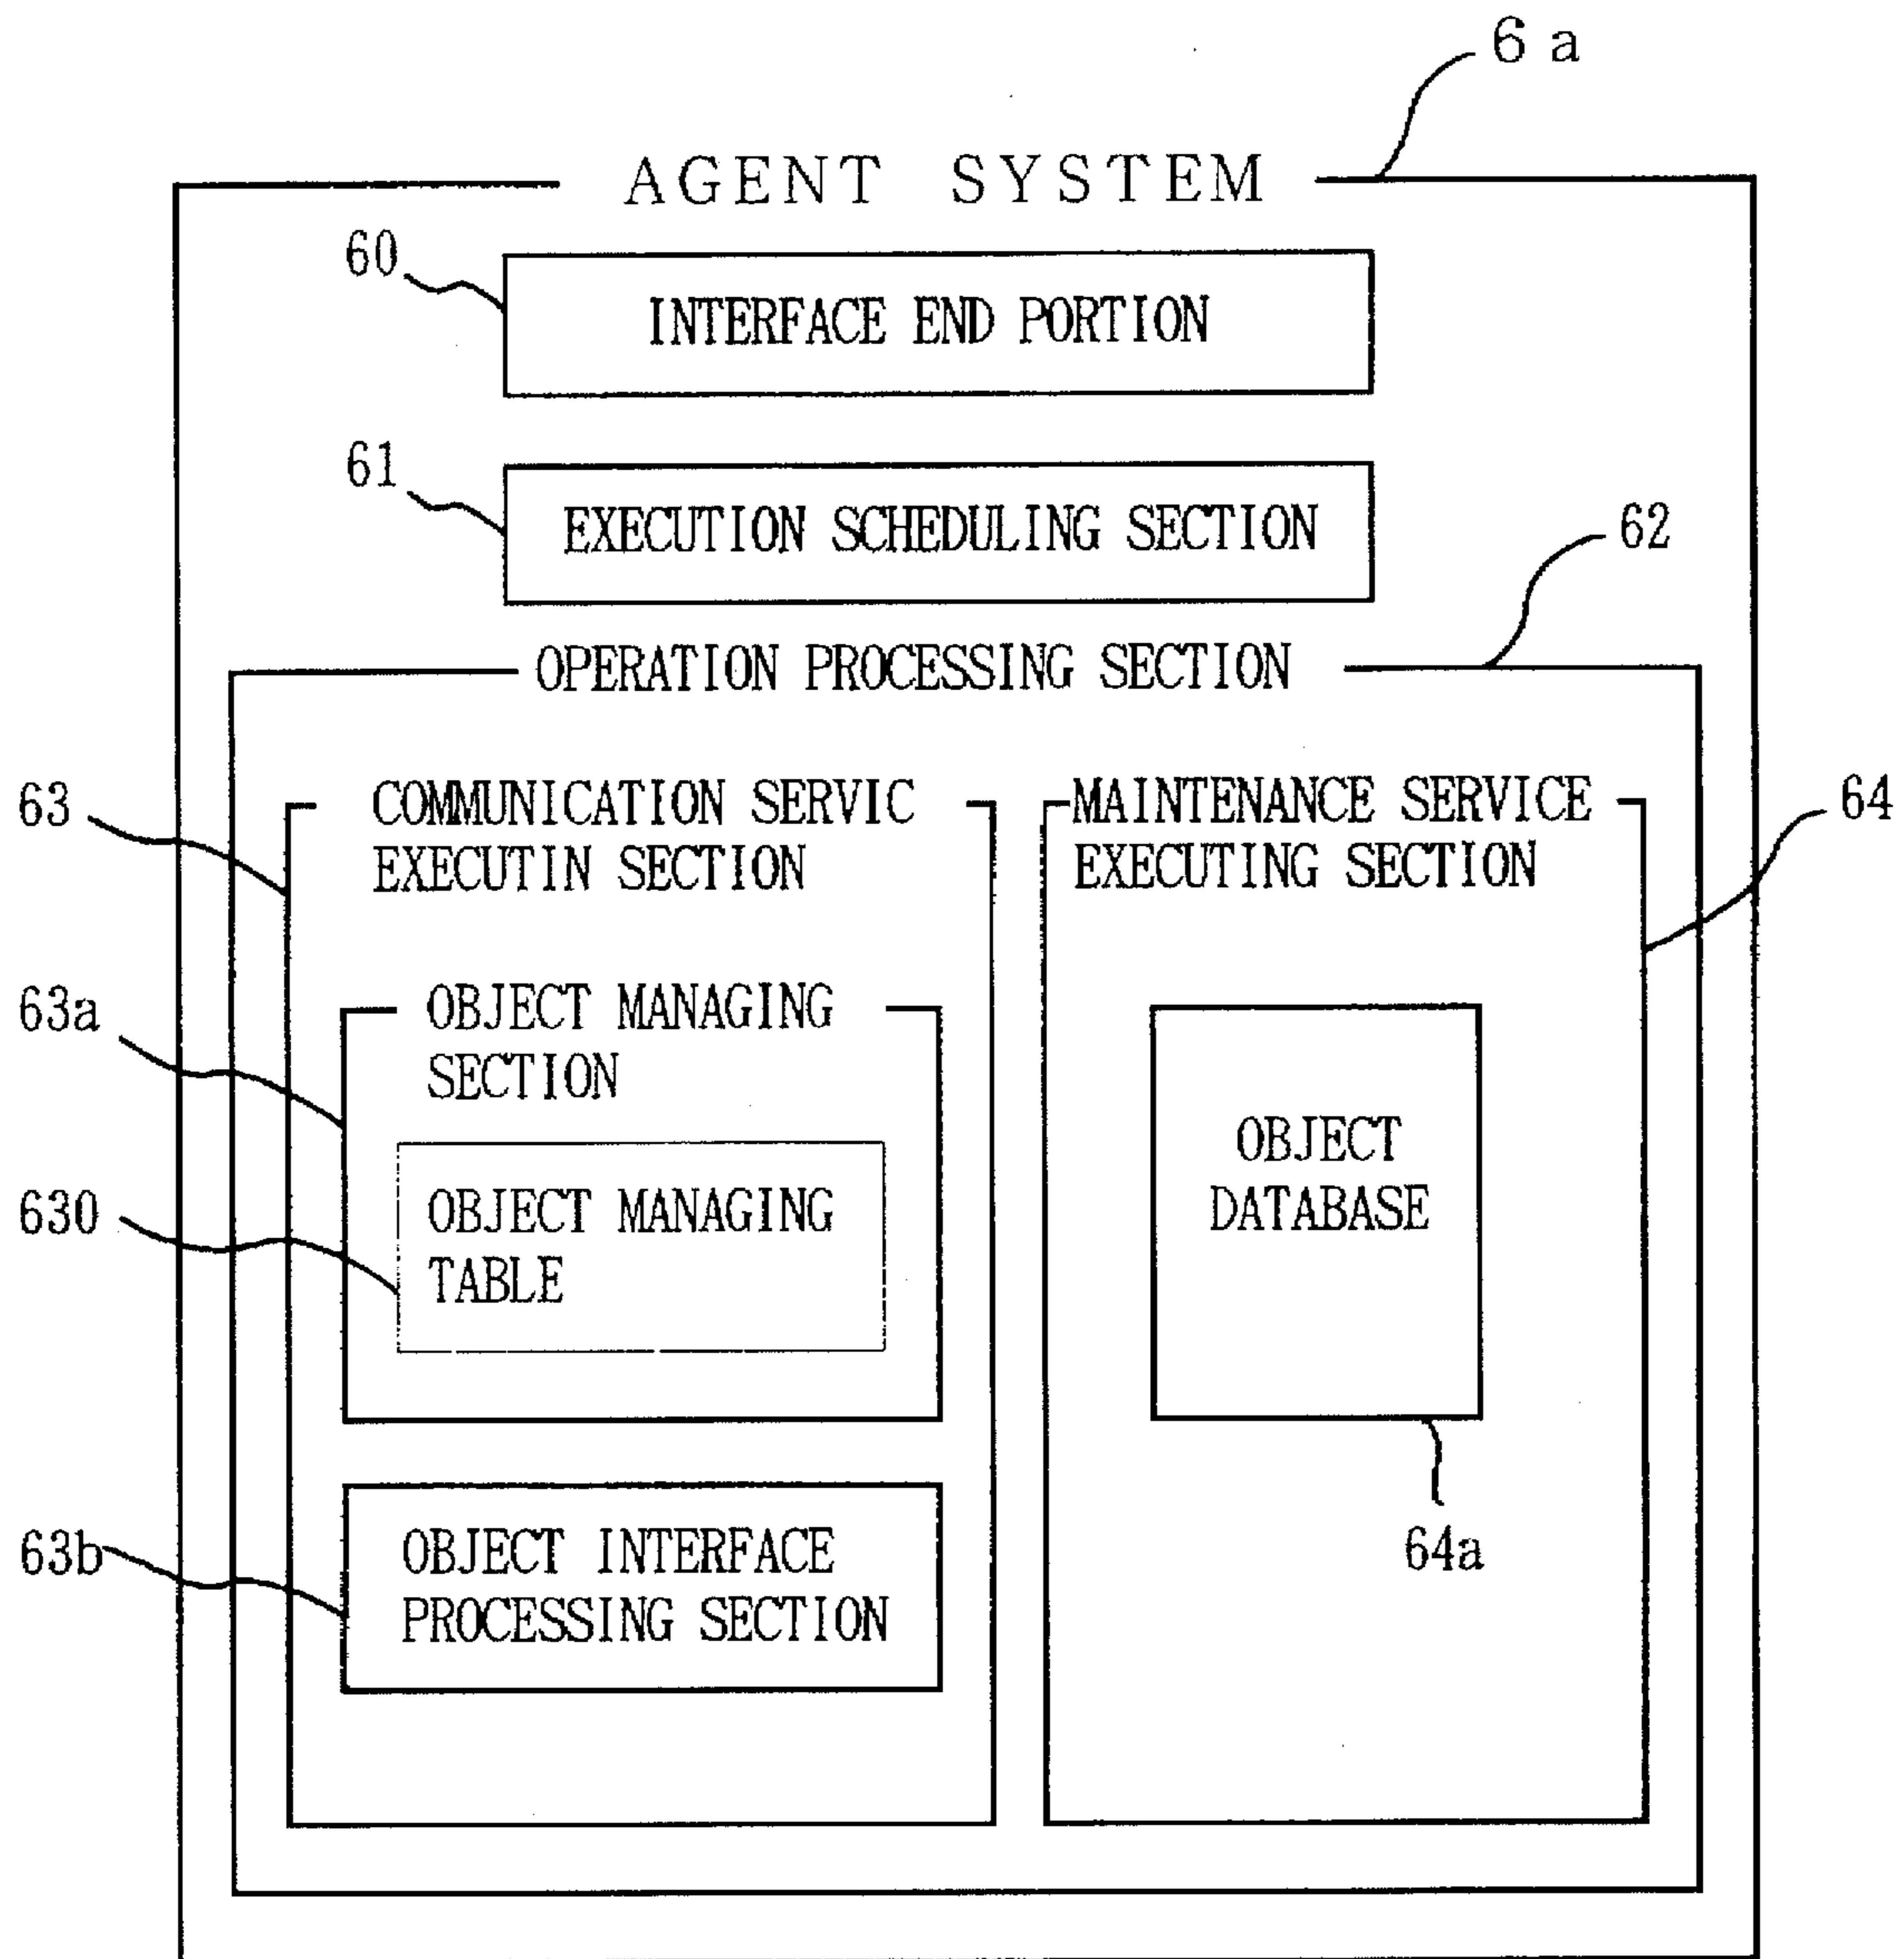 6 a
AGENT SYSTEM
60
INTERFACE END PORTION
61
EXECUTION SCHEDULING SECTION
62
OPERATION PROCESSING SECTION
63
COMMUNICATION SERVIC
EXECUTIN SECTION
MAINTENANCE SERVICE
EXECUTING SECTION
64
63a
OBJECT MANAGING
SECTION
630
OBJECT MANAGING
TABLE
OBJECT
DATABASE
64a
63b
OBJECT INTERFACE
PROCESSING SECTION